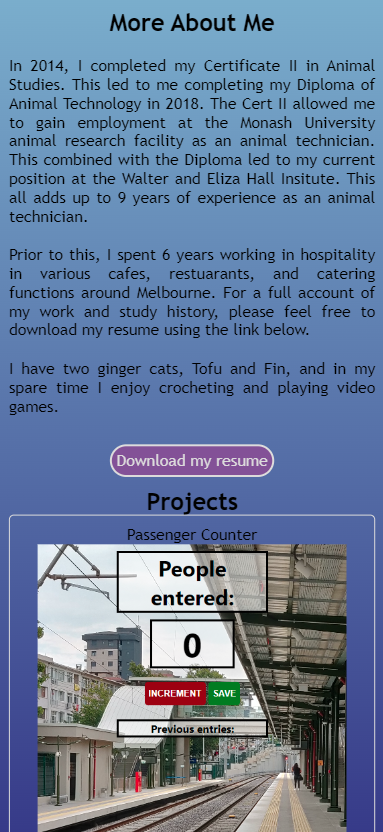 More About Me
In 2014, I completed my Certificate II in Animal
Studies. This led to me completing my Diploma of
Animal Technology in 2018. The Cert II allowed me
to gain employment at the Monash University
animal research facility as an animal technician.
This combined with the Diploma led to my current
position at the Walter and Eliza Hall Insitute. This
all adds up to 9 years of experience as an animal
technician.
Prior to this, I spent 6 years working in hospitality
in various cafes, restuarants, and catering
functions around Melbourne. For a full account of
my work and study history, please feel free to
download my resume using the link below.
I have two ginger cats, Tofu and Fin, and in my
spare time I enjoy crocheting and playing video
games.
Download my resume
Projects
Passenger Counter
People
entered:
0
INCREMENT SAVE
Previous entries: